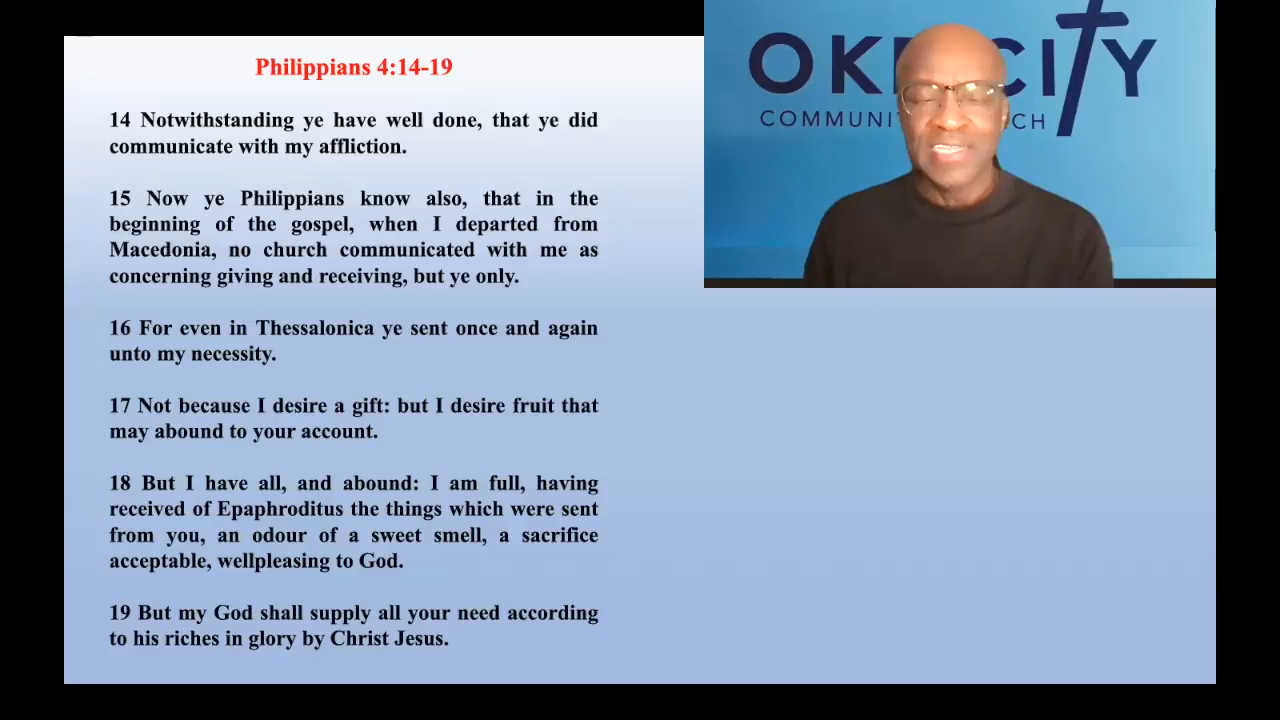 Philippians 4:14-19
14 Notwithstanding ye have well done, that ye did
communicate with my affliction.
15 Now ye Philippians know also, that in the
beginning of the gospel, when I departed from
Macedonia, no church communicated with me as
concerning giving and receiving, but ye only.
16 For even in Thessalonica ye sent once and again
unto my necessity.
17 Not because I desire a gift: but I desire fruit that
may abound to your account.
18 But I have all, and abound: I am full, having
received of Epaphroditus the things which were sent
from you, an odour of a sweet smell, a sacrifice
acceptable, wellpleasing to God.
19 But my God shall supply all your need according
to his riches in glory by Christ Jesus.
CITY